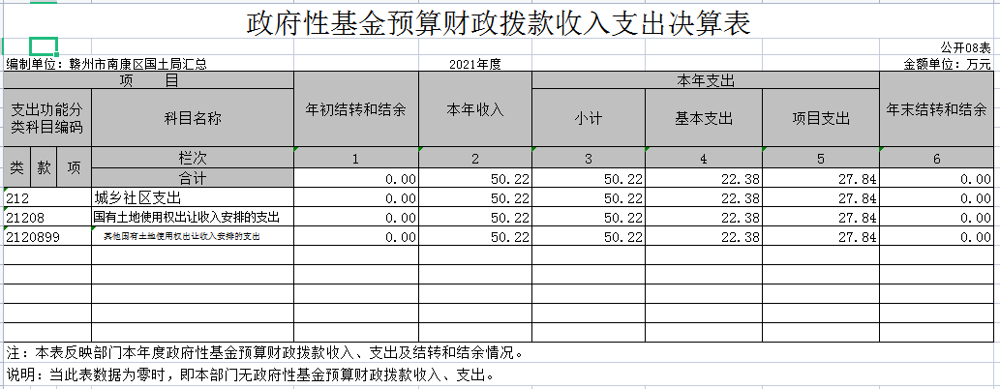 政府性基金预算财政拨款收入支出决算表
公开08表
编制单位：赣州市南康区国土局汇总 2021年度 金额单位：万元
项 目 年初结转和结余 本年收入 本年支出 年末结转和结余
支出功能分类科目编码 科目名称 小计 基本支出 项目支出
类 款 项 栏次 1 2 3 4 5 6
合计 0.00 50.22 50.22 22.38 27.84 0.00
212 城乡社区支出 0.00 50.22 50.22 22.38 27.84 0.00
21208 国有土地使用权出让收入安排的支出 0.00 50.22 50.22 22.38 27.84 0.00
2120899 其他国有土地使用权出让收入安排的支出 0.00 50.22 50.22 22.38 27.84 0.00
注：本表反映部门本年度政府性基金预算财政拨款收入、支出及结转和结余情况。
说明：当此表数据为零时，即本部门无政府性基金预算财政拨款收入、支出。